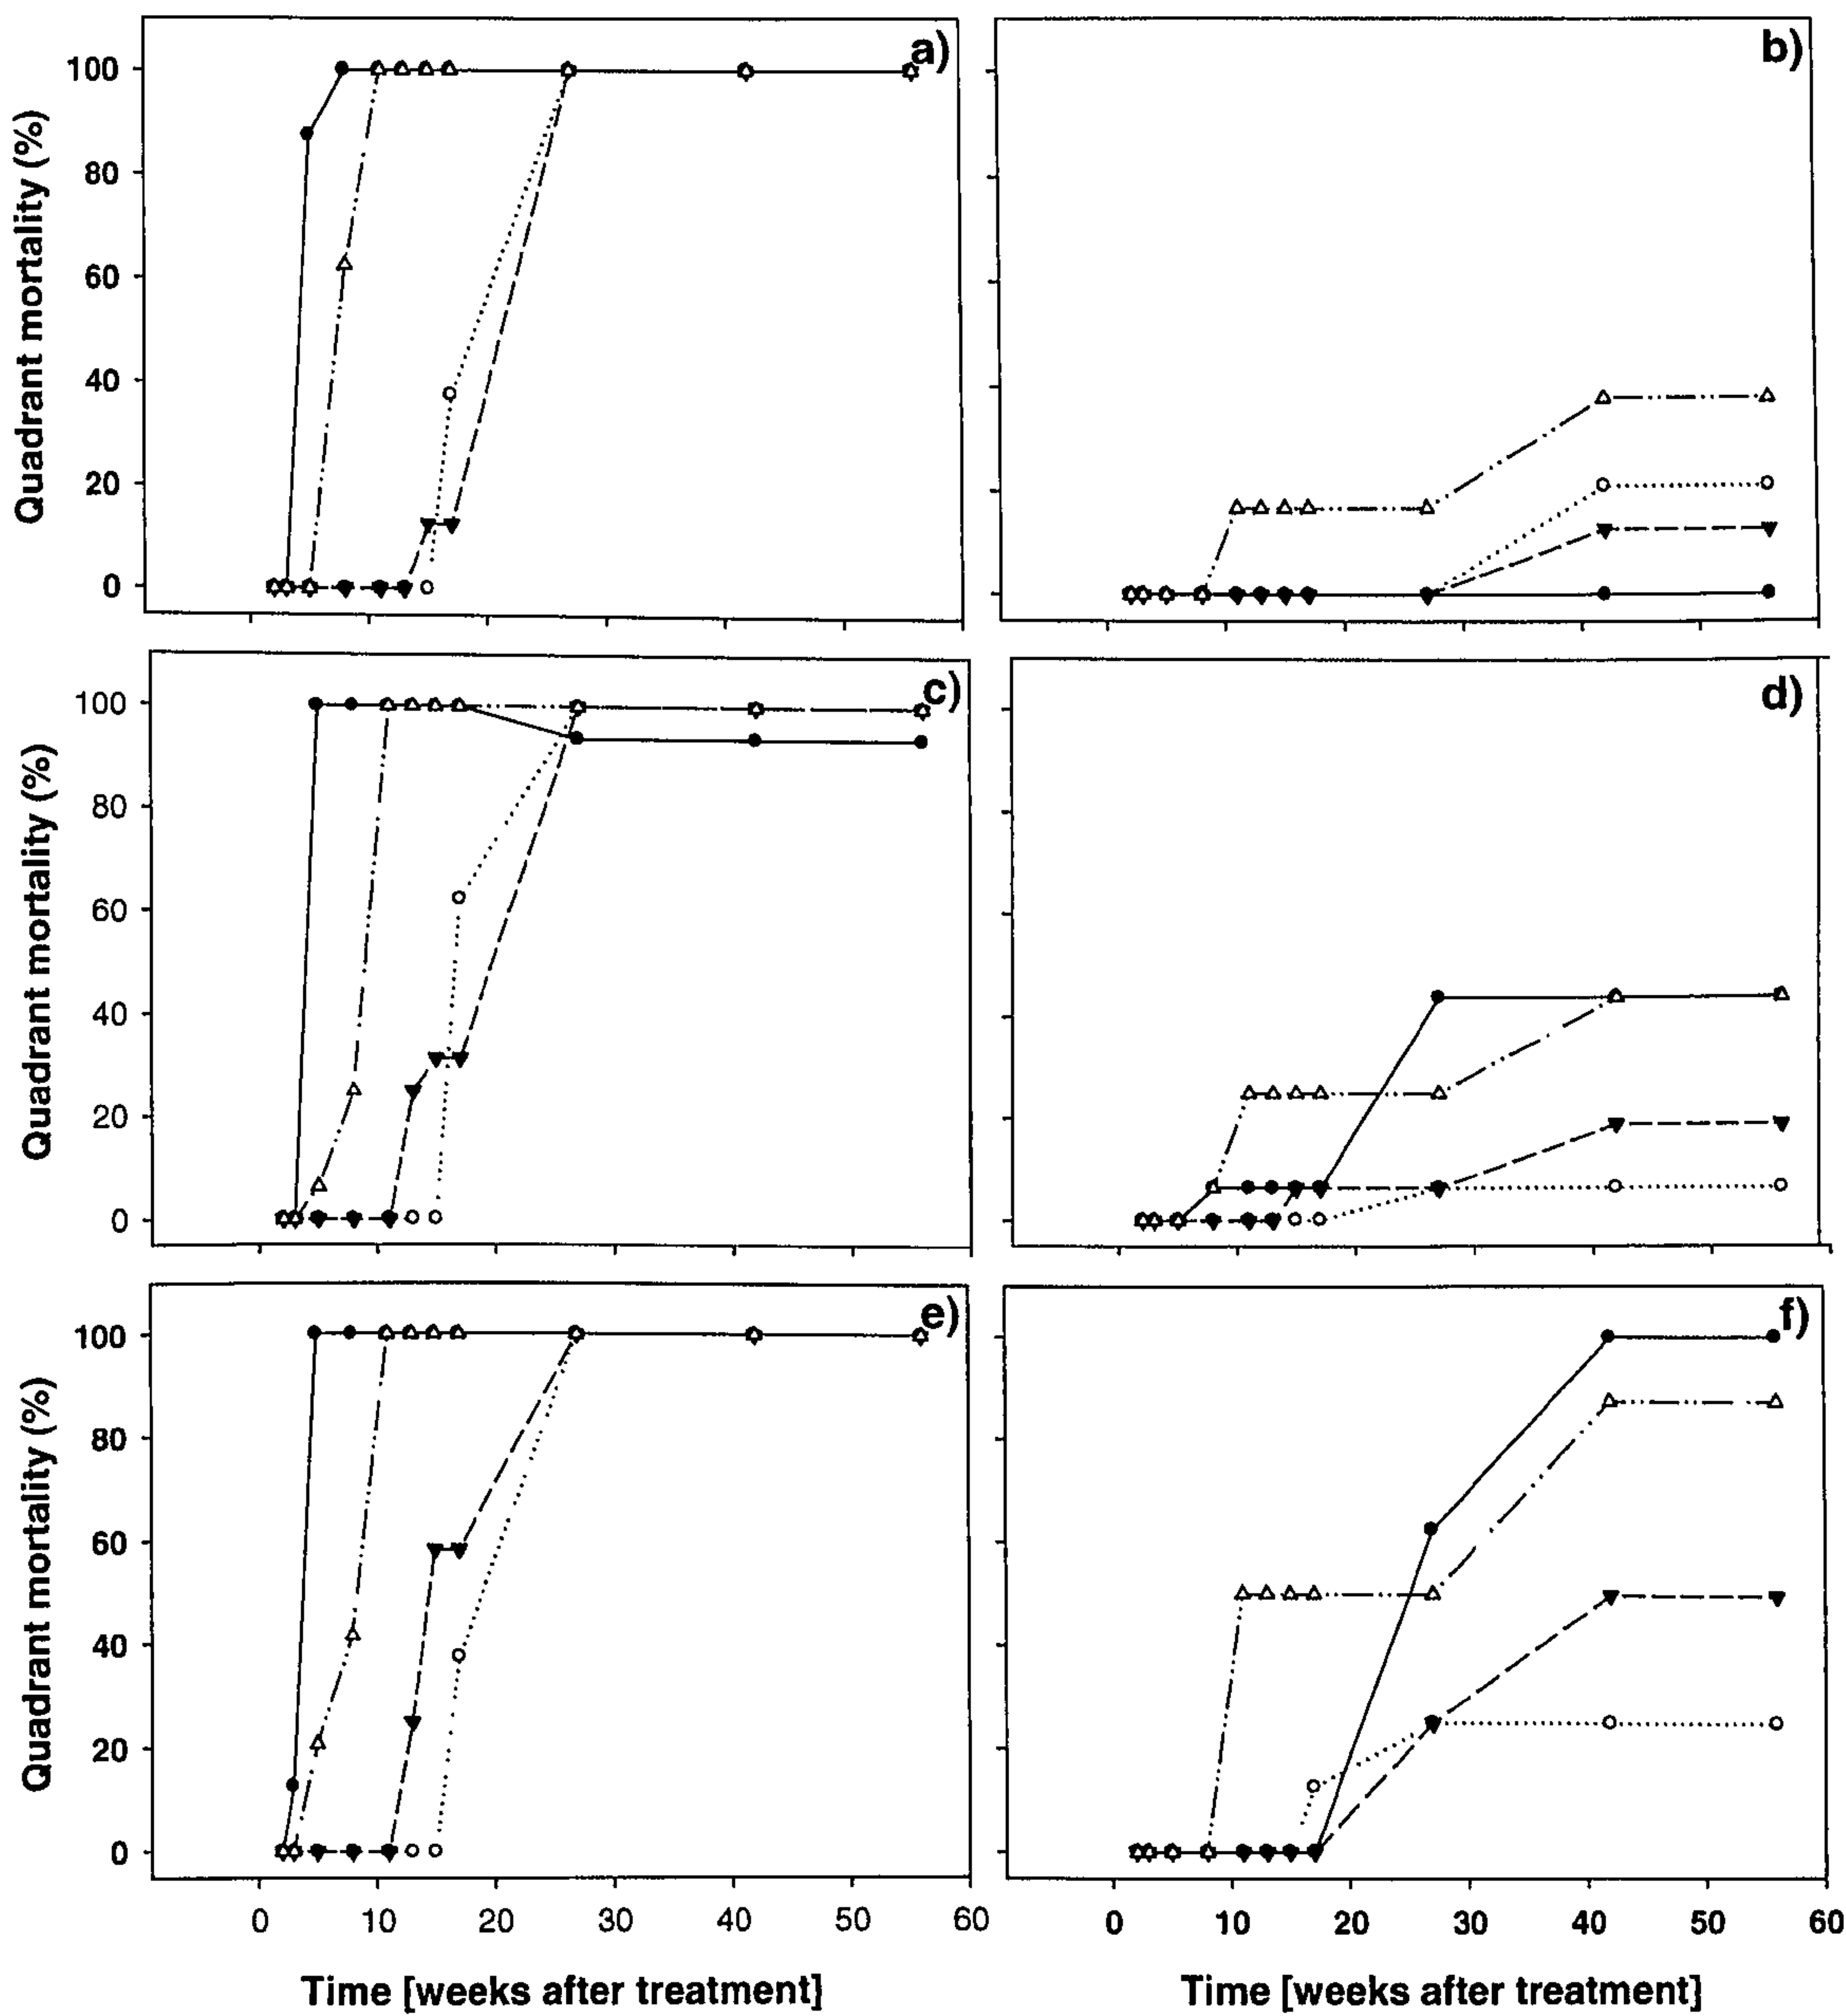 a)
b)
Quadrant mortality (%)
100
80
60
40
20
0
c)
d)
Quadrant mortality (%)
100
80
60
40
20
0
e)
f)
Quadrant mortality (%)
100
80
60
40
20
0
0 10 20 30 40 50 60
0 10 20 30 40 50 60
Time [weeks after treatment]
Time [weeks after treatment]